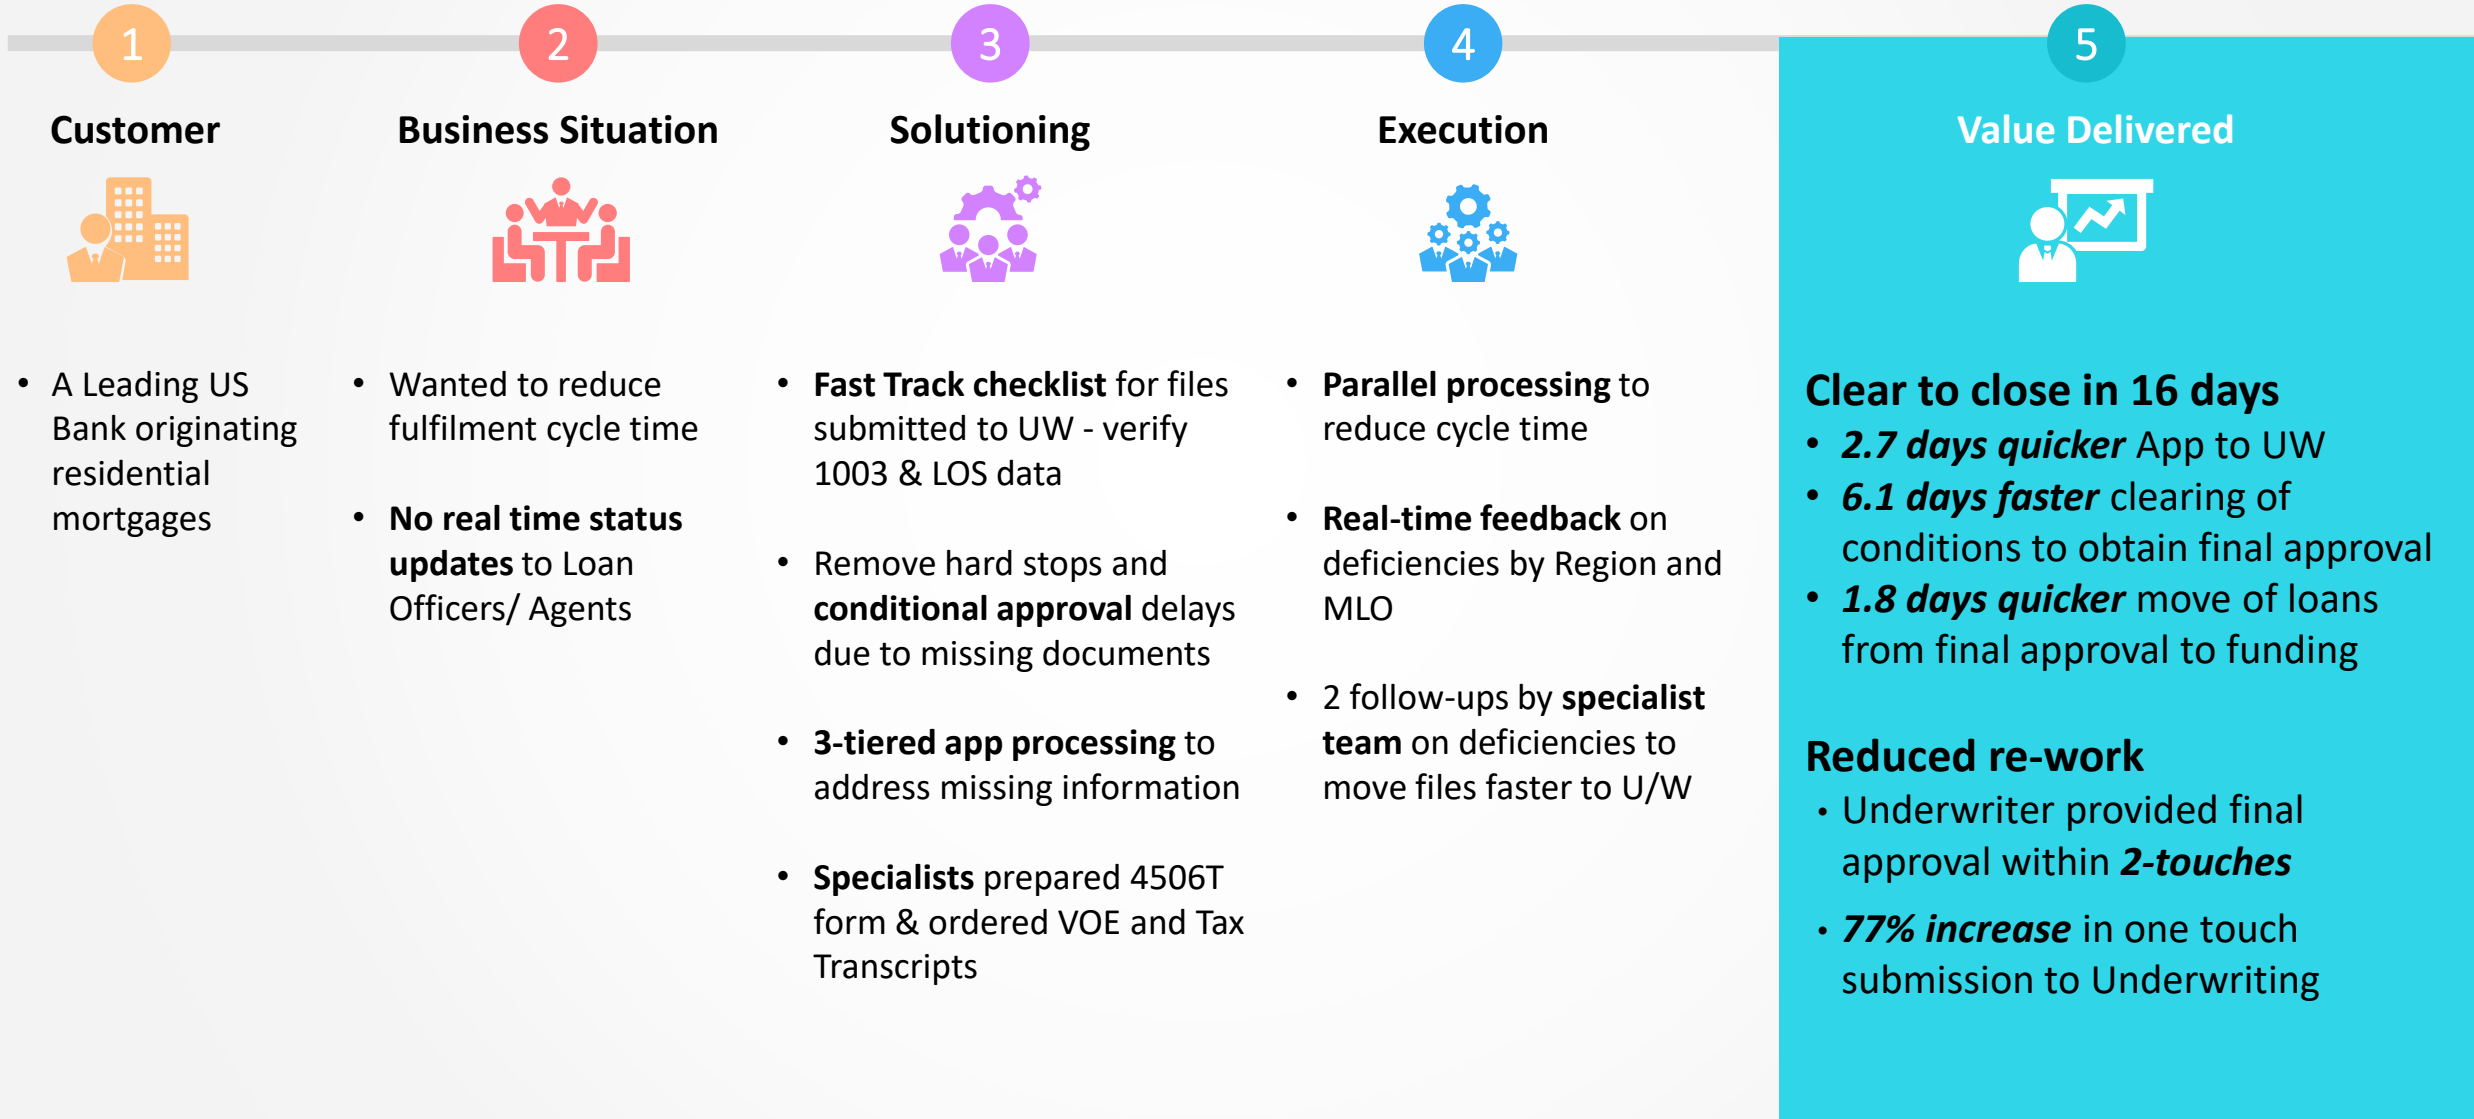 1
Customer
• A Leading US
Bank originating
residential
mortgages
2
Business Situation
• Wanted to reduce
fulfilment cycle time
• No real time status
updates to Loan
Officers/ Agents
3
Solutioning
• Fast Track checklist for files
submitted to UW - verify
1003 & LOS data
• Remove hard stops and
conditional approval delays
due to missing documents
• 3-tiered app processing to
address missing information
• Specialists prepared 4506T
form & ordered VOE and Tax
Transcripts
4
Execution
• Parallel processing to
reduce cycle time
• Real-time feedback on
deficiencies by Region and
MLO
• 2 follow-ups by specialist
team on deficiencies to
move files faster to U/W
5
Value Delivered
Clear to close in 16 days
• 2.7 days quicker App to UW
• 6.1 days faster clearing of
conditions to obtain final approval
• 1.8 days quicker move of loans
from final approval to funding
Reduced re-work
• Underwriter provided final
approval within 2-touches
• 77% increase in one touch
submission to Underwriting